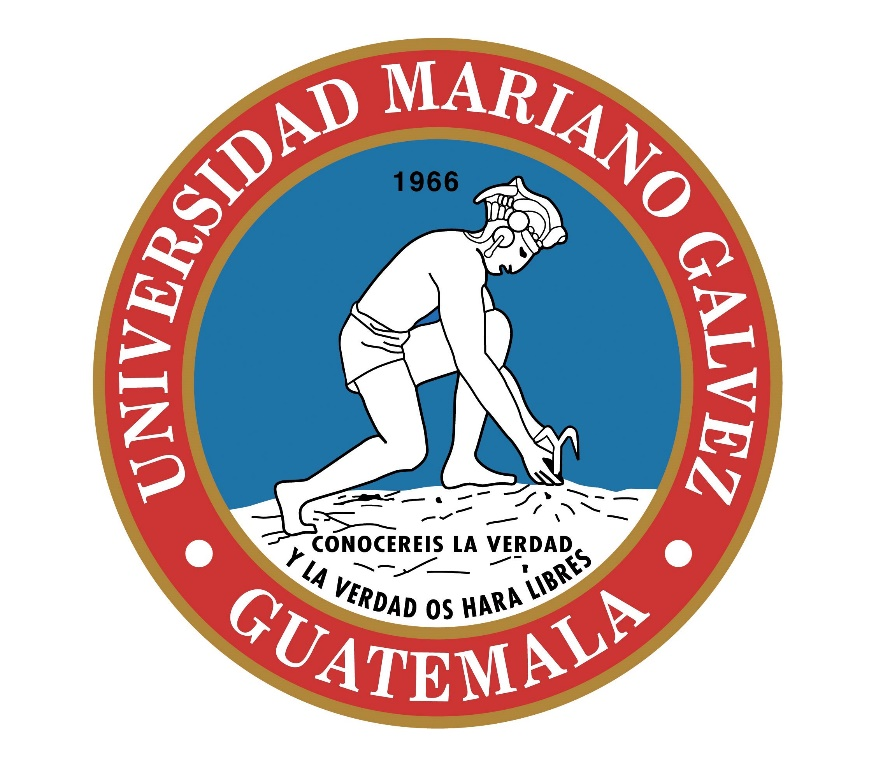 UNIVERSIDAD MARIANO GALVEZ
1966
CONOCEREIS LA VERDAD
Y LA VERDAD OS HARA LIBRES
GUATEMALA